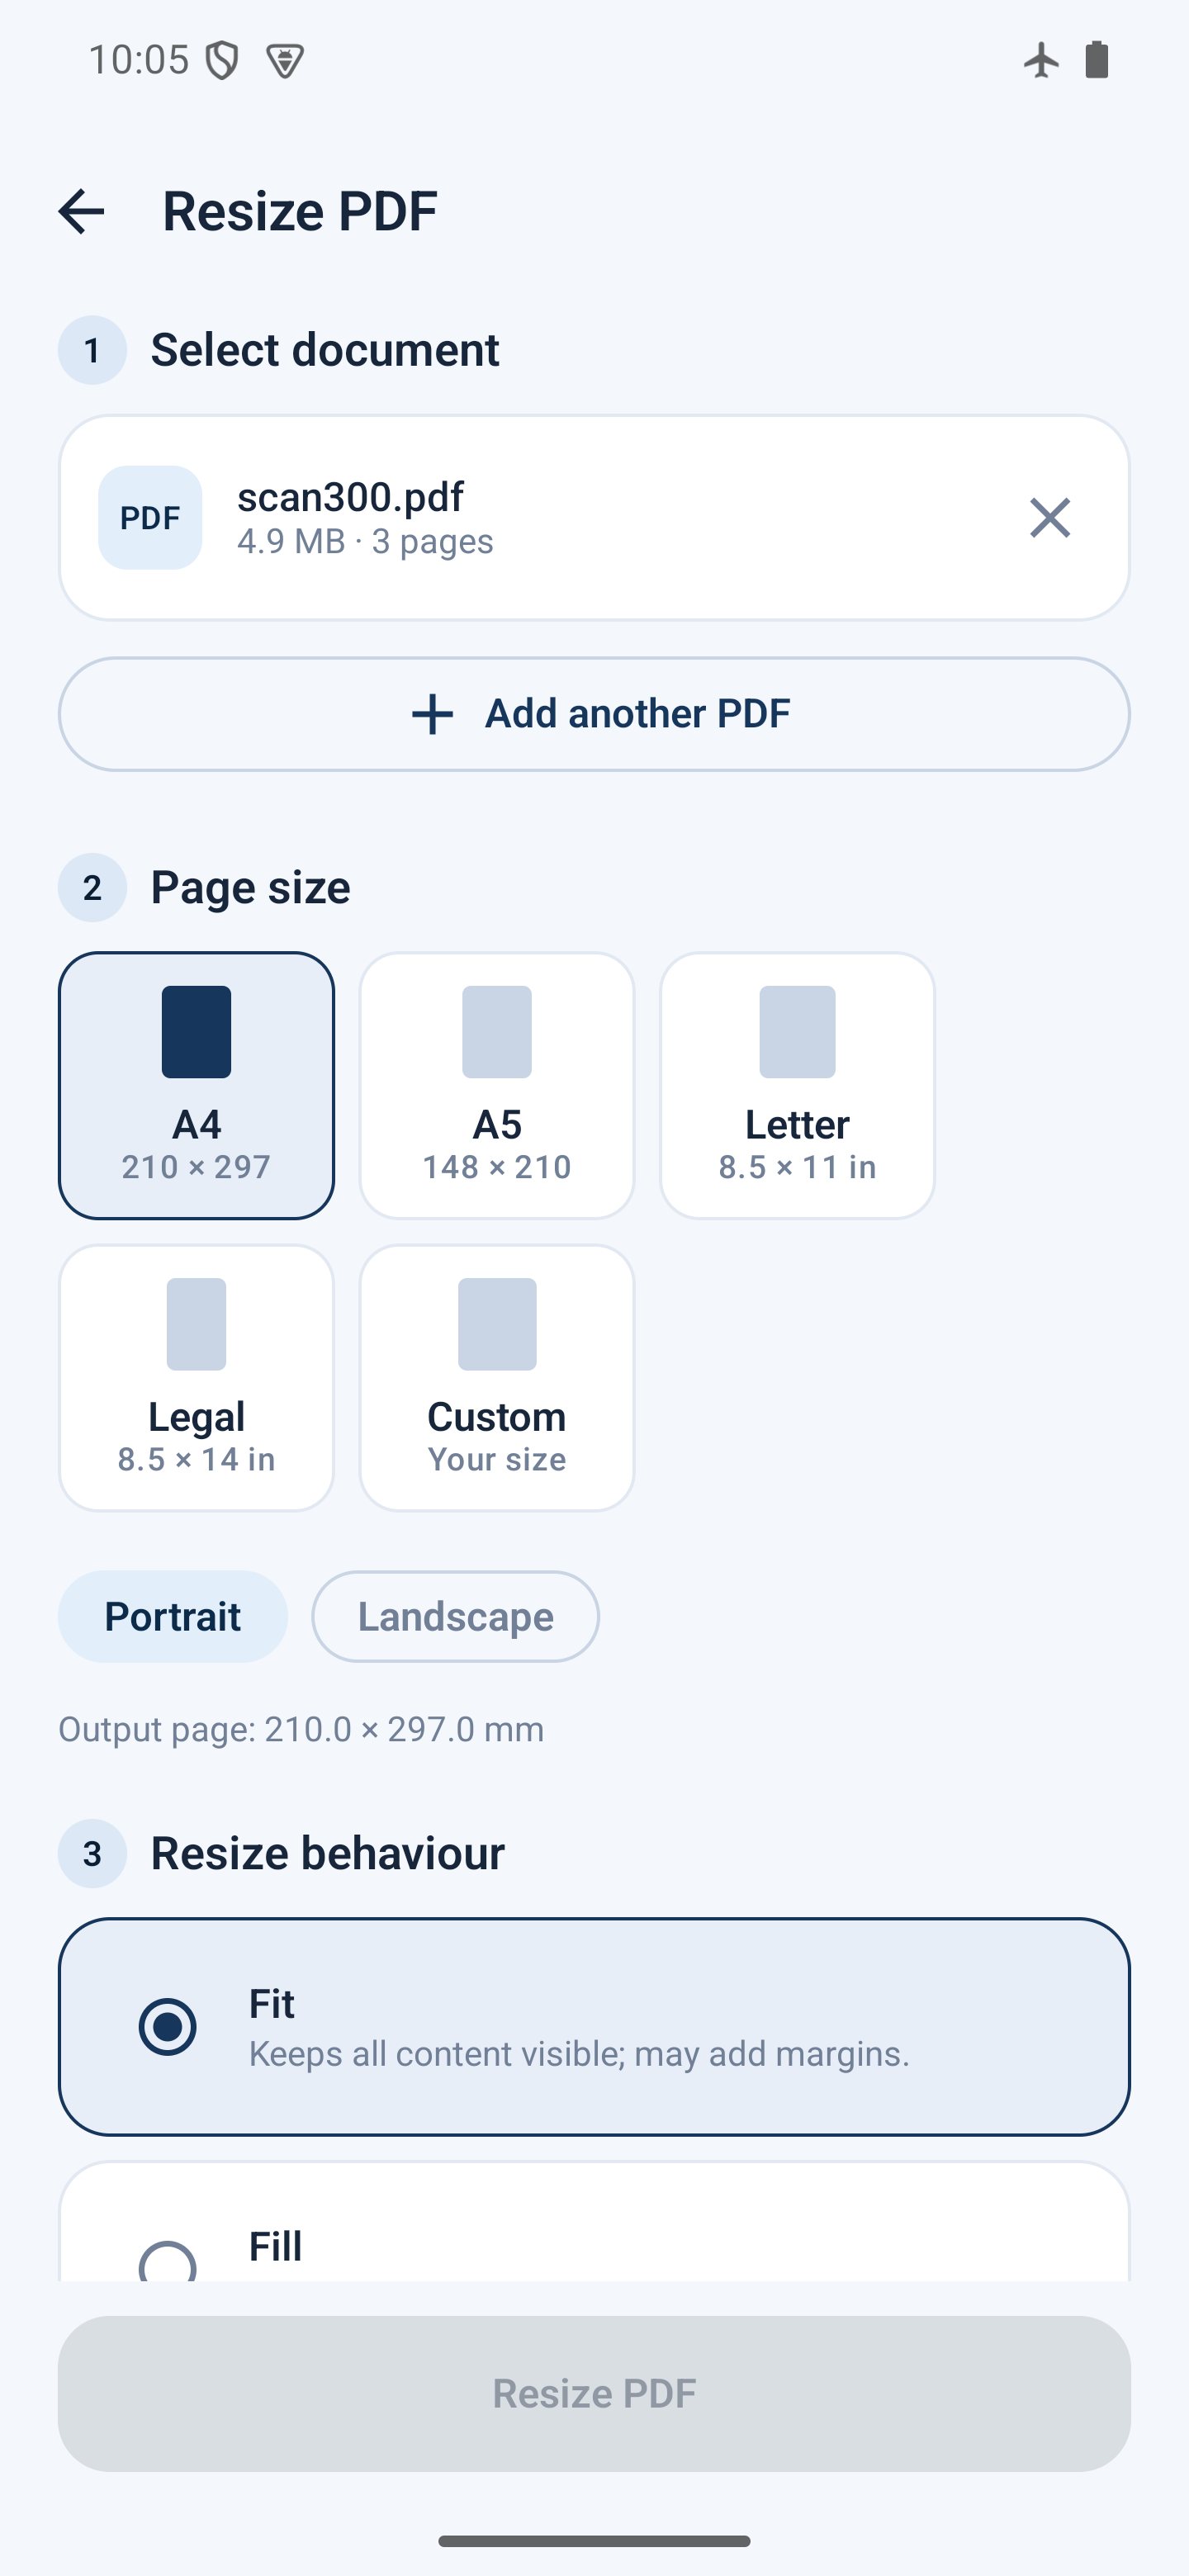 10:05
Resize PDF
1 Select document
PDF
scan300.pdf
4.9 MB · 3 pages
Add another PDF
2 Page size
A4
210 × 297
A5
148 × 210
Letter
8.5 × 11 in
Legal
8.5 × 14 in
Custom
Your size
Portrait
Landscape
Output page: 210.0 × 297.0 mm
3 Resize behaviour
Fit
Keeps all content visible; may add margins.
Fill
Resize PDF